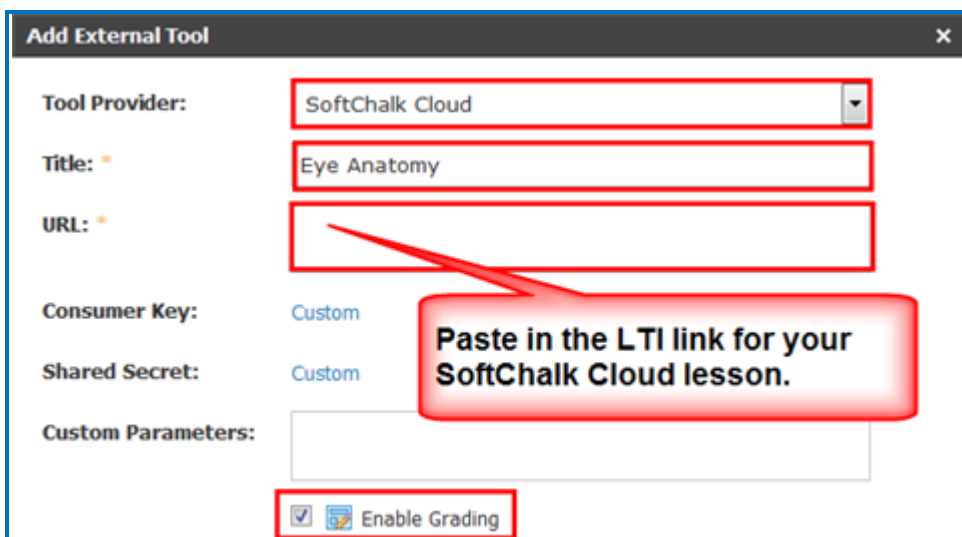 Add External Tool ×
Tool Provider: SoftChalk Cloud
Title: * Eye Anatomy
URL: *
Consumer Key: Custom
Paste in the LTI link for your
SoftChalk Cloud lesson.
Shared Secret: Custom
Custom Parameters:
Enable Grading